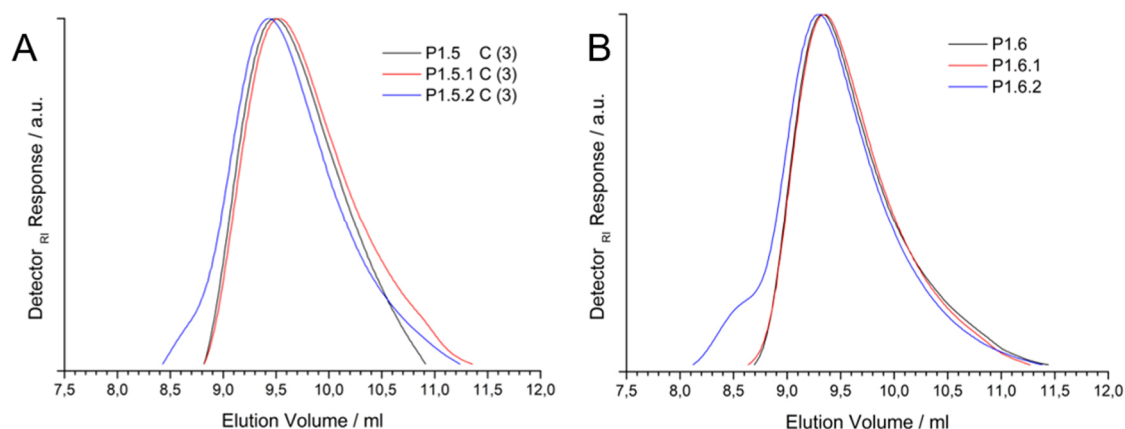 A
P1.5 C (3)
P1.5.1 C (3)
P1.5.2 C (3)
Detector RI Response / a.u.
7,5 8,0 8,5 9,0 9,5 10,0 10,5 11,0 11,5 12,0
Elution Volume / ml
B
P1.6
P1.6.1
P1.6.2
Detector RI Response / a.u.
7,5 8,0 8,5 9,0 9,5 10,0 10,5 11,0 11,5 12,0
Elution Volume / ml